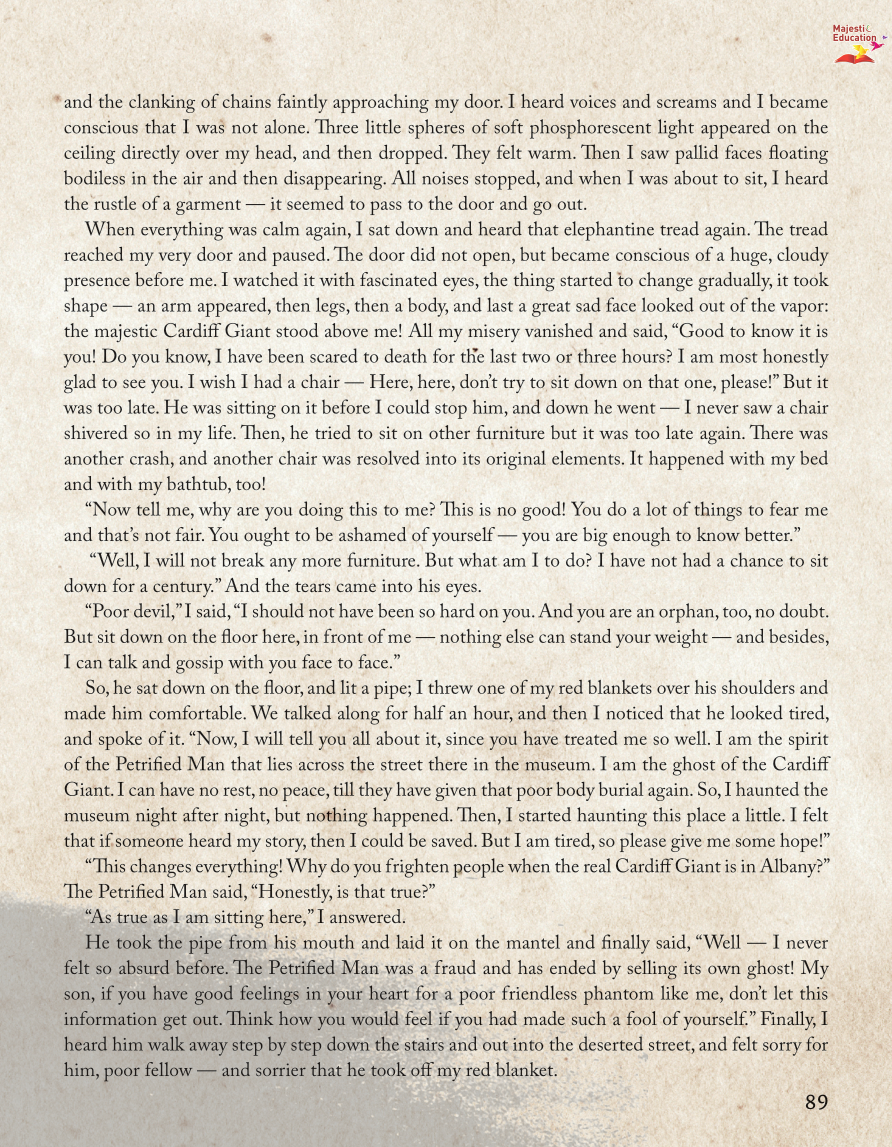 Majestic
Education
and the clanking of chains faintly approaching my door. I heard voices and screams and I became
conscious that I was not alone. Three little spheres of soft phosphorescent light appeared on the
ceiling directly over my head, and then dropped. They felt warm. Then I saw pallid faces floating
bodiless in the air and then disappearing. All noises stopped, and when I was about to sit, I heard
the rustle of a garment — it seemed to pass to the door and go out.
When everything was calm again, I sat down and heard that elephantine tread again. The tread
reached my very door and paused. The door did not open, but became conscious of a huge, cloudy
presence before me. I watched it with fascinated eyes, the thing started to change gradually, it took
shape — an arm appeared, then legs, then a body, and last a great sad face looked out of the vapor:
the majestic Cardiff Giant stood above me! All my misery vanished and said, “Good to know it is
you! Do you know, I have been scared to death for the last two or three hours? I am most honestly
glad to see you. I wish I had a chair — Here, here, don’t try to sit down on that one, please!” But it
was too late. He was sitting on it before I could stop him, and down he went — I never saw a chair
shivered so in my life. Then, he tried to sit on other furniture but it was too late again. There was
another crash, and another chair was resolved into its original elements. It happened with my bed
and with my bathtub, too!
“Now tell me, why are you doing this to me? This is no good! You do a lot of things to fear me
and that’s not fair. You ought to be ashamed of yourself — you are big enough to know better.”
“Well, I will not break any more furniture. But what am I to do? I have not had a chance to sit
down for a century.” And the tears came into his eyes.
“Poor devil,” I said, “I should not have been so hard on you. And you are an orphan, too, no doubt.
But sit down on the floor here, in front of me — nothing else can stand your weight — and besides,
I can talk and gossip with you face to face.”
So, he sat down on the floor, and lit a pipe; I threw one of my red blankets over his shoulders and
made him comfortable. We talked along for half an hour, and then I noticed that he looked tired,
and spoke of it. “Now, I will tell you all about it, since you have treated me so well. I am the spirit
of the Petrified Man that lies across the street there in the museum. I am the ghost of the Cardiff
Giant. I can have no rest, no peace, till they have given that poor body burial again. So, I haunted the
museum night after night, but nothing happened. Then, I started haunting this place a little. I felt
that if someone heard my story, then I could be saved. But I am tired, so please give me some hope!”
“This changes everything! Why do you frighten people when the real Cardiff Giant is in Albany?”
The Petrified Man said, “Honestly, is that true?”
“As true as I am sitting here,” I answered.
He took the pipe from his mouth and laid it on the mantel and finally said, “Well — I never
felt so absurd before. The Petrified Man was a fraud and has ended by selling its own ghost! My
son, if you have good feelings in your heart for a poor friendless phantom like me, don’t let this
information get out. Think how you would feel if you had made such a fool of yourself.” Finally, I
heard him walk away step by step down the stairs and out into the deserted street, and felt sorry for
him, poor fellow — and sorrier that he took off my red blanket.
89